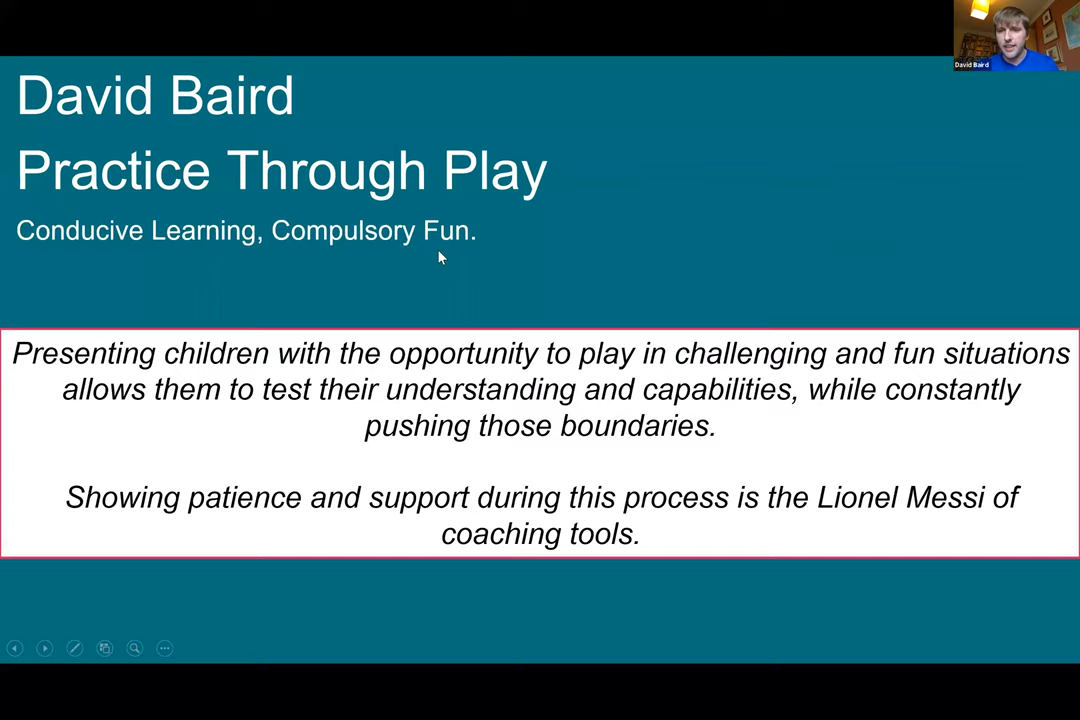 David Baird
David Baird
Practice Through Play
Conducive Learning, Compulsory Fun.
Presenting children with the opportunity to play in challenging and fun situations
allows them to test their understanding and capabilities, while constantly
pushing those boundaries.
Showing patience and support during this process is the Lionel Messi of
coaching tools.